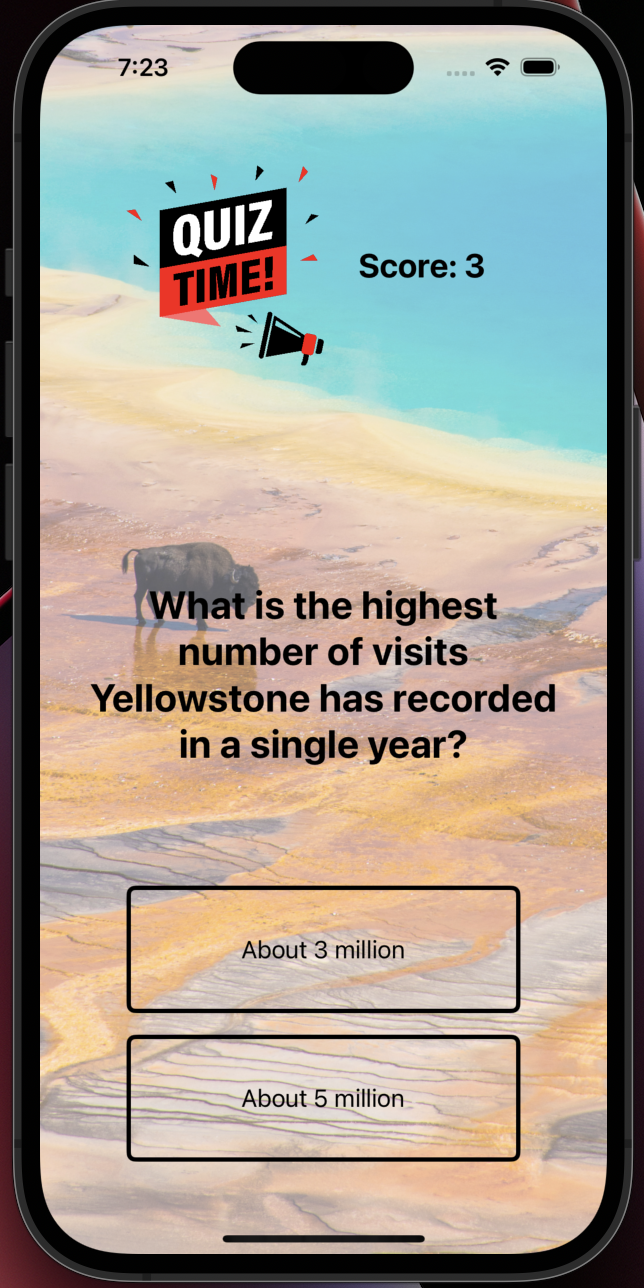 7:23
QUIZ
TIME!
Score: 3
What is the highest
number of visits
Yellowstone has recorded
in a single year?
About 3 million
About 5 million